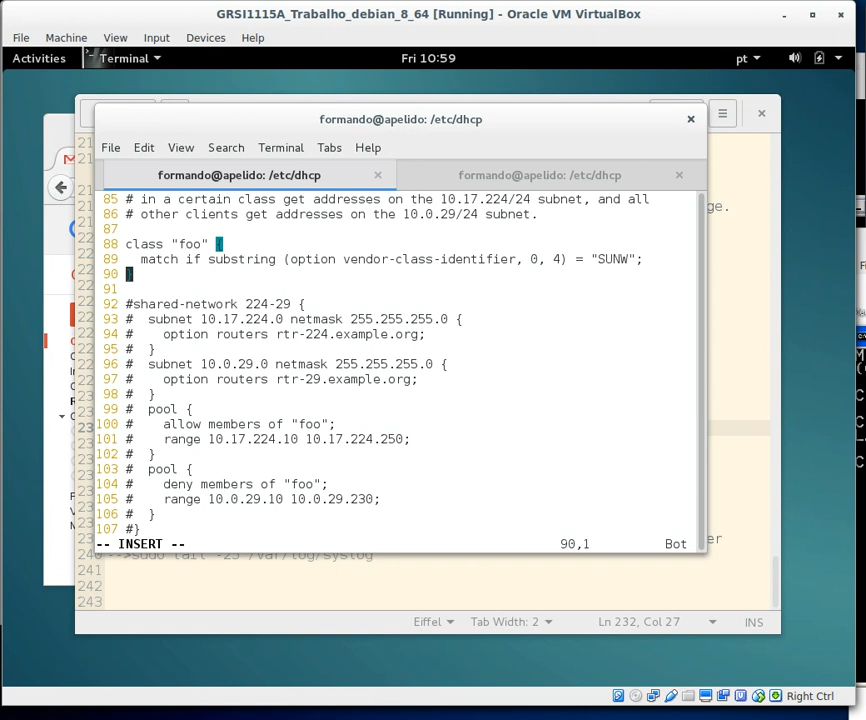 GRSI1115A_Trabalho_debian_8_64 [Running] - Oracle VM VirtualBox
File Machine View Input Devices Help
Activities Terminal Fri 10:59 pt
formando@apelido: /etc/dhcp
File Edit View Search Terminal Tabs Help
formando@apelido: /etc/dhcp formando@apelido: /etc/dhcp
85 # in a certain class get addresses on the 10.17.224/24 subnet, and all
86 # other clients get addresses on the 10.0.29/24 subnet.
87
88 class "foo" {
89   match if substring (option vendor-class-identifier, 0, 4) = "SUNW";
90 }
91
92 #shared-network 224-29 {
93 #  subnet 10.17.224.0 netmask 255.255.255.0 {
94 #    option routers rtr-224.example.org;
95 #  }
96 #  subnet 10.0.29.0 netmask 255.255.255.0 {
97 #    option routers rtr-29.example.org;
98 #  }
99 #  pool {
100 #    allow members of "foo";
101 #    range 10.17.224.10 10.17.224.250;
102 #  }
103 #  pool {
104 #    deny members of "foo";
105 #    range 10.0.29.10 10.0.29.230;
106 #  }
107 #}
-- INSERT -- 90,1 Bot
240 -->sudo tail -25 /var/log/syslog
241
242
243
Eiffel Tab Width: 2 Ln 232, Col 27 INS
Right Ctrl